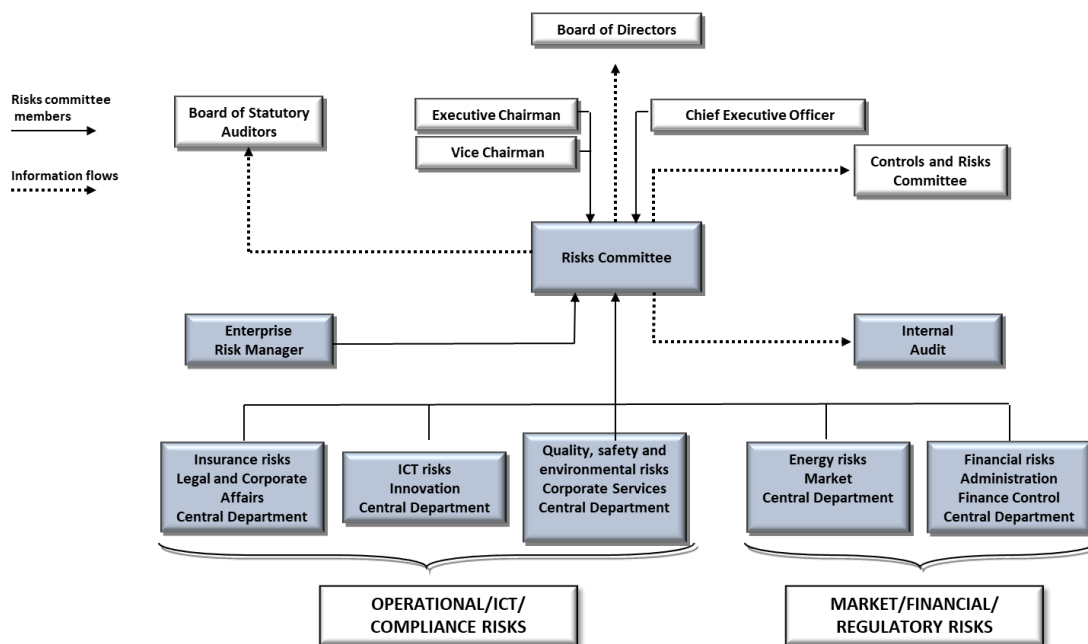 Board of Directors
Risks committee
members
Information flows
Board of Statutory
Auditors
Executive Chairman
Vice Chairman
Chief Executive Officer
Controls and Risks
Committee
Risks Committee
Enterprise
Risk Manager
Internal
Audit
Insurance risks
Legal and Corporate
Affairs
Central Department
ICT risks
Innovation
Central Department
Quality, safety and
environmental risks
Corporate Services
Central Department
Energy risks
Market
Central Department
Financial risks
Administration
Finance Control
Central Department
OPERATIONAL/ICT/
COMPLIANCE RISKS
MARKET/FINANCIAL/
REGULATORY RISKS